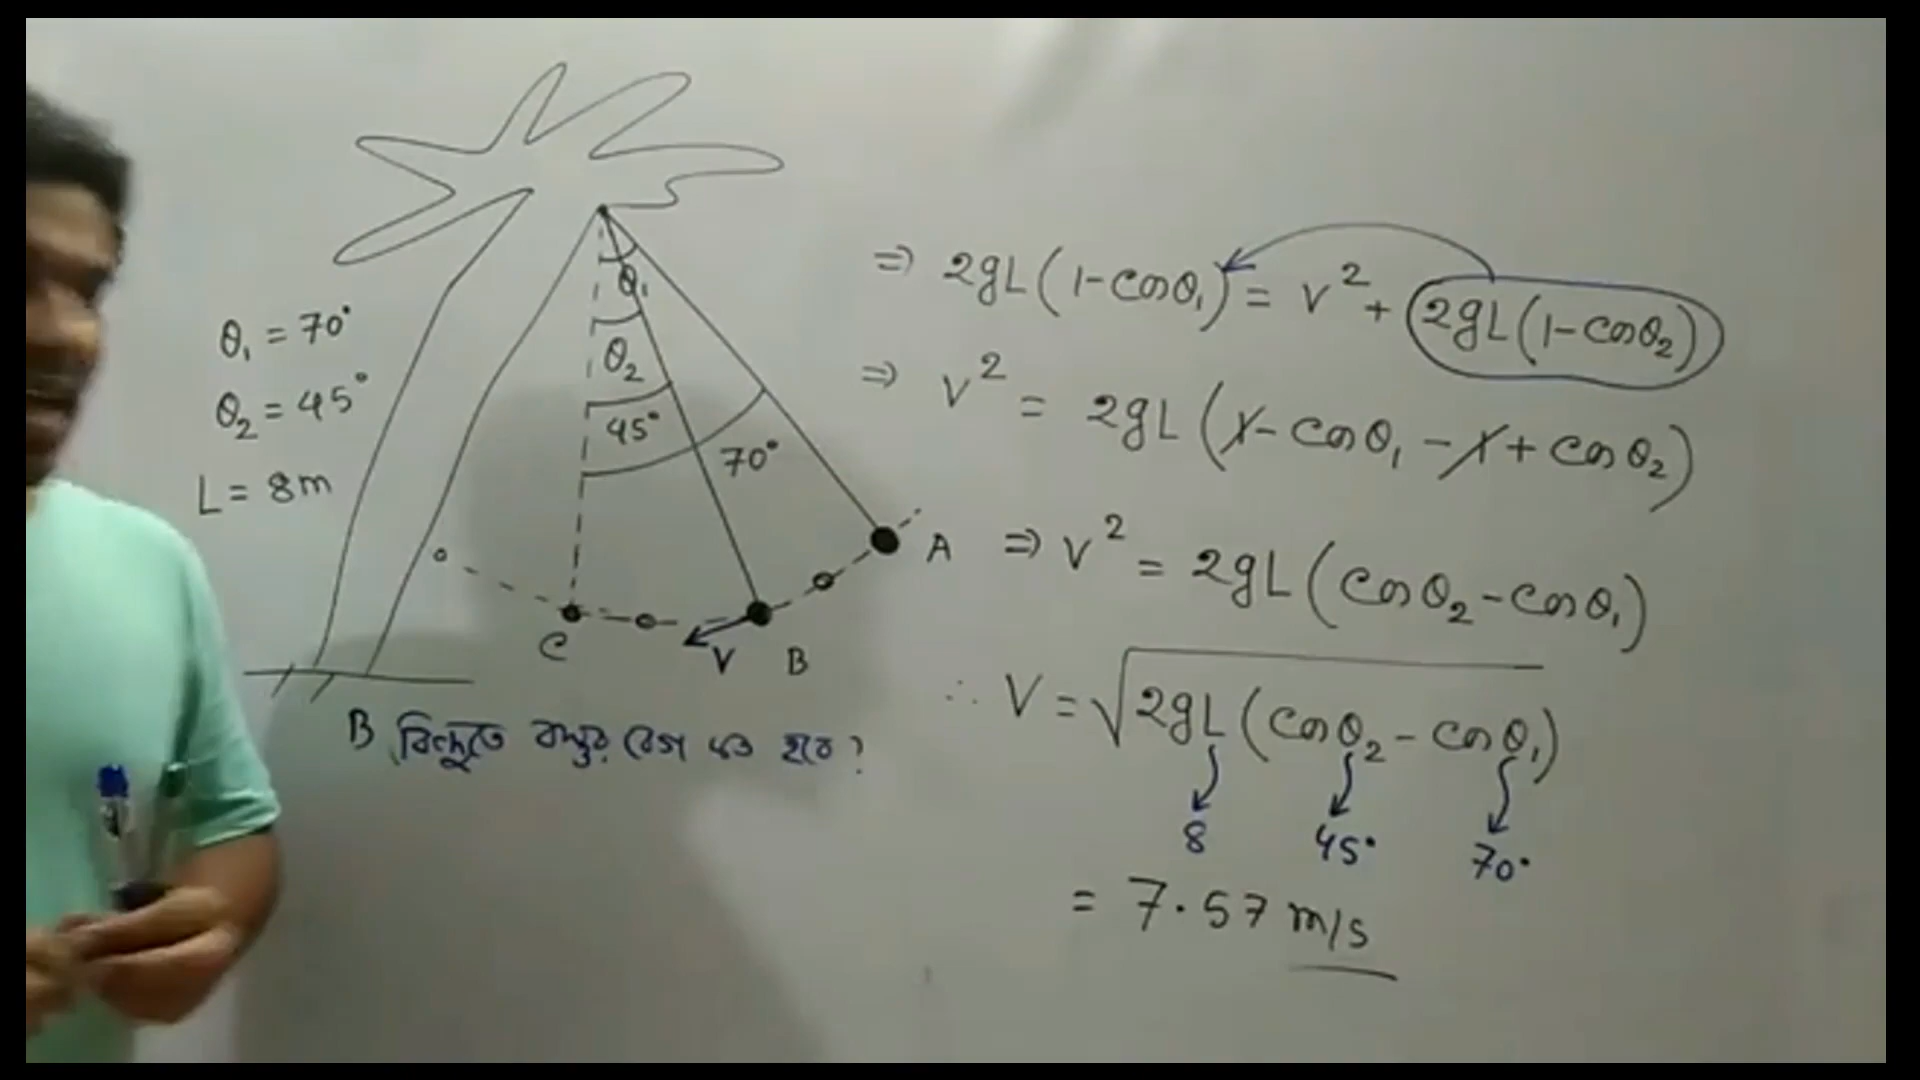 θ₁ = 70°
θ₂ = 45°
L = 8m
θ₁
θ₂
45°
70°
A
B
C
V
B বিন্দুতে বস্তুর বেগ কত হবে?
⇒ 2gL(1-cosθ₁) = v² + 2gL(1-cosθ₂)
⇒ v² = 2gL(1-cosθ₁-1+cosθ₂)
⇒ v² = 2gL(cosθ₂-cosθ₁)
∴ V = √2gL(cosθ₂-cosθ₁)
8 45° 70°
= 7.57 m/s